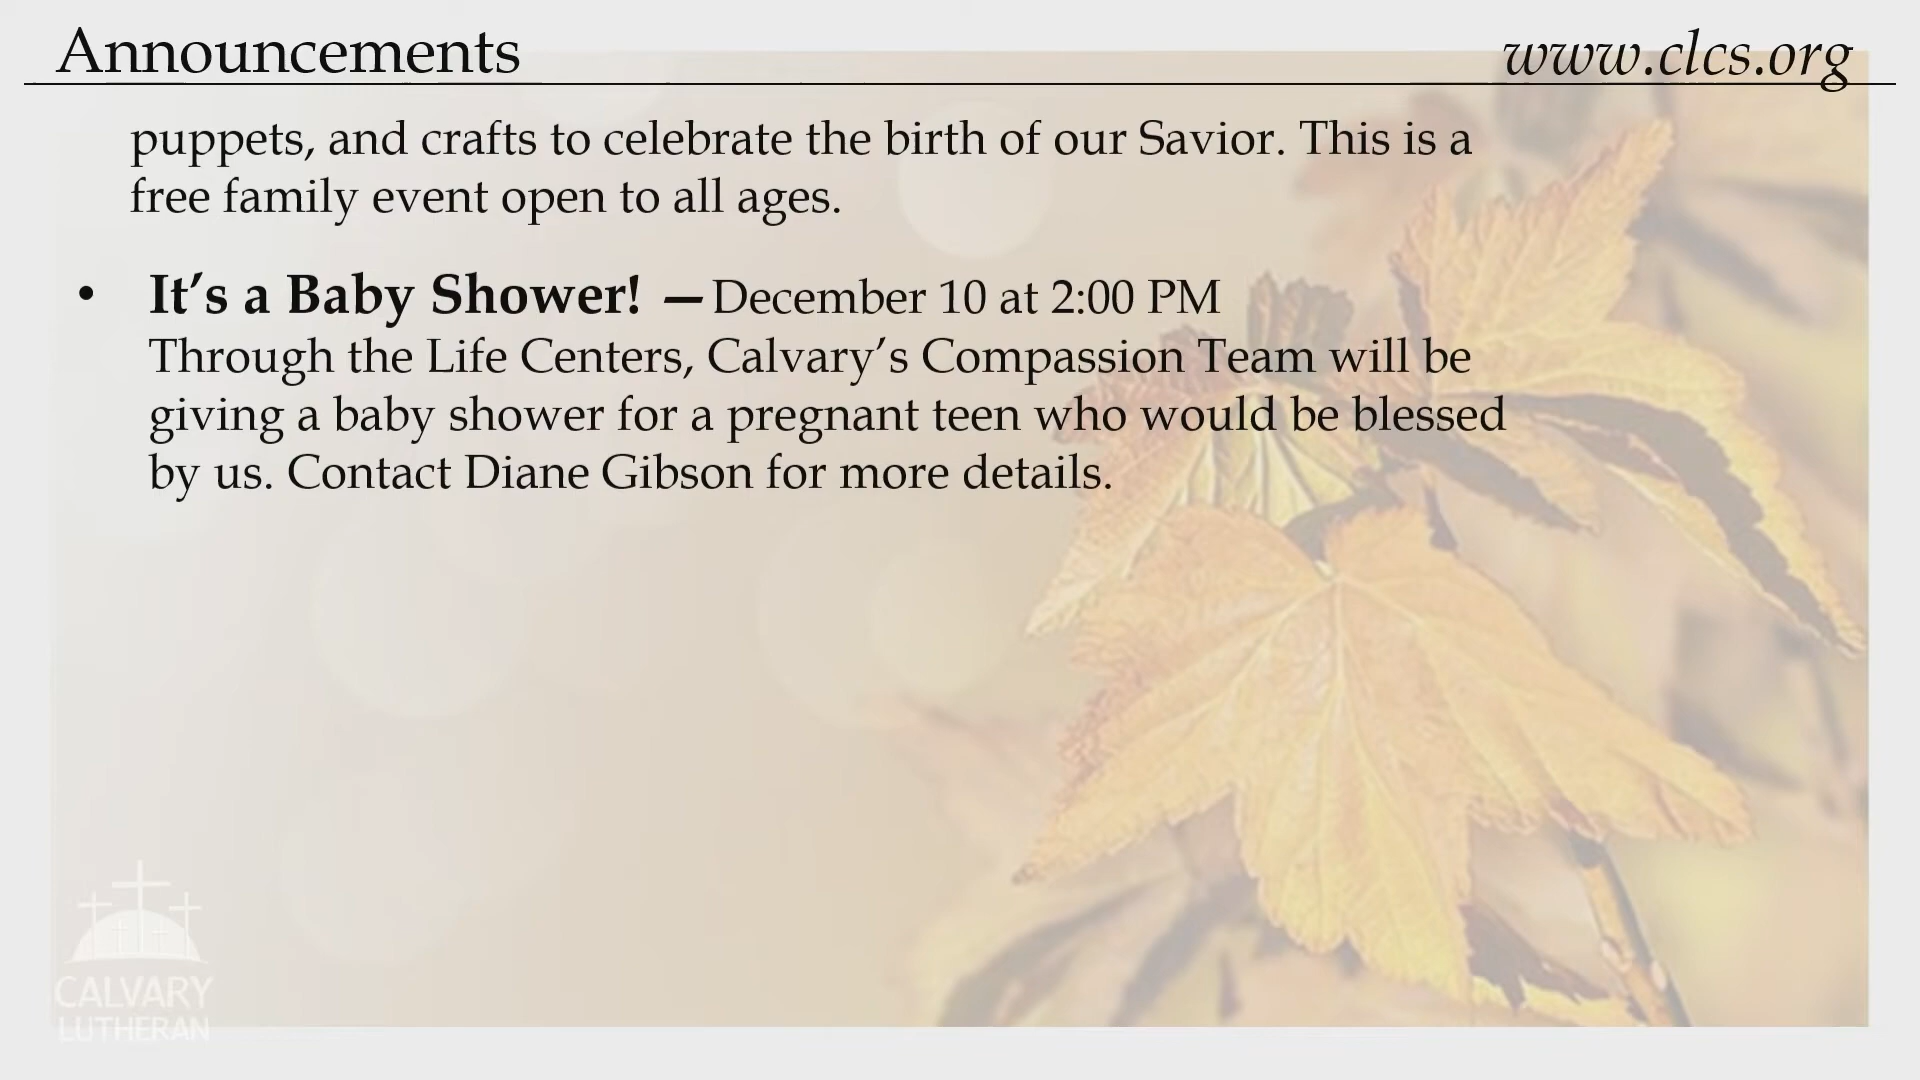 Announcements
www.clcs.org
puppets, and crafts to celebrate the birth of our Savior. This is a
free family event open to all ages.
• It’s a Baby Shower! — December 10 at 2:00 PM
Through the Life Centers, Calvary’s Compassion Team will be
giving a baby shower for a pregnant teen who would be blessed
by us. Contact Diane Gibson for more details.
CALVARY
LUTHERAN